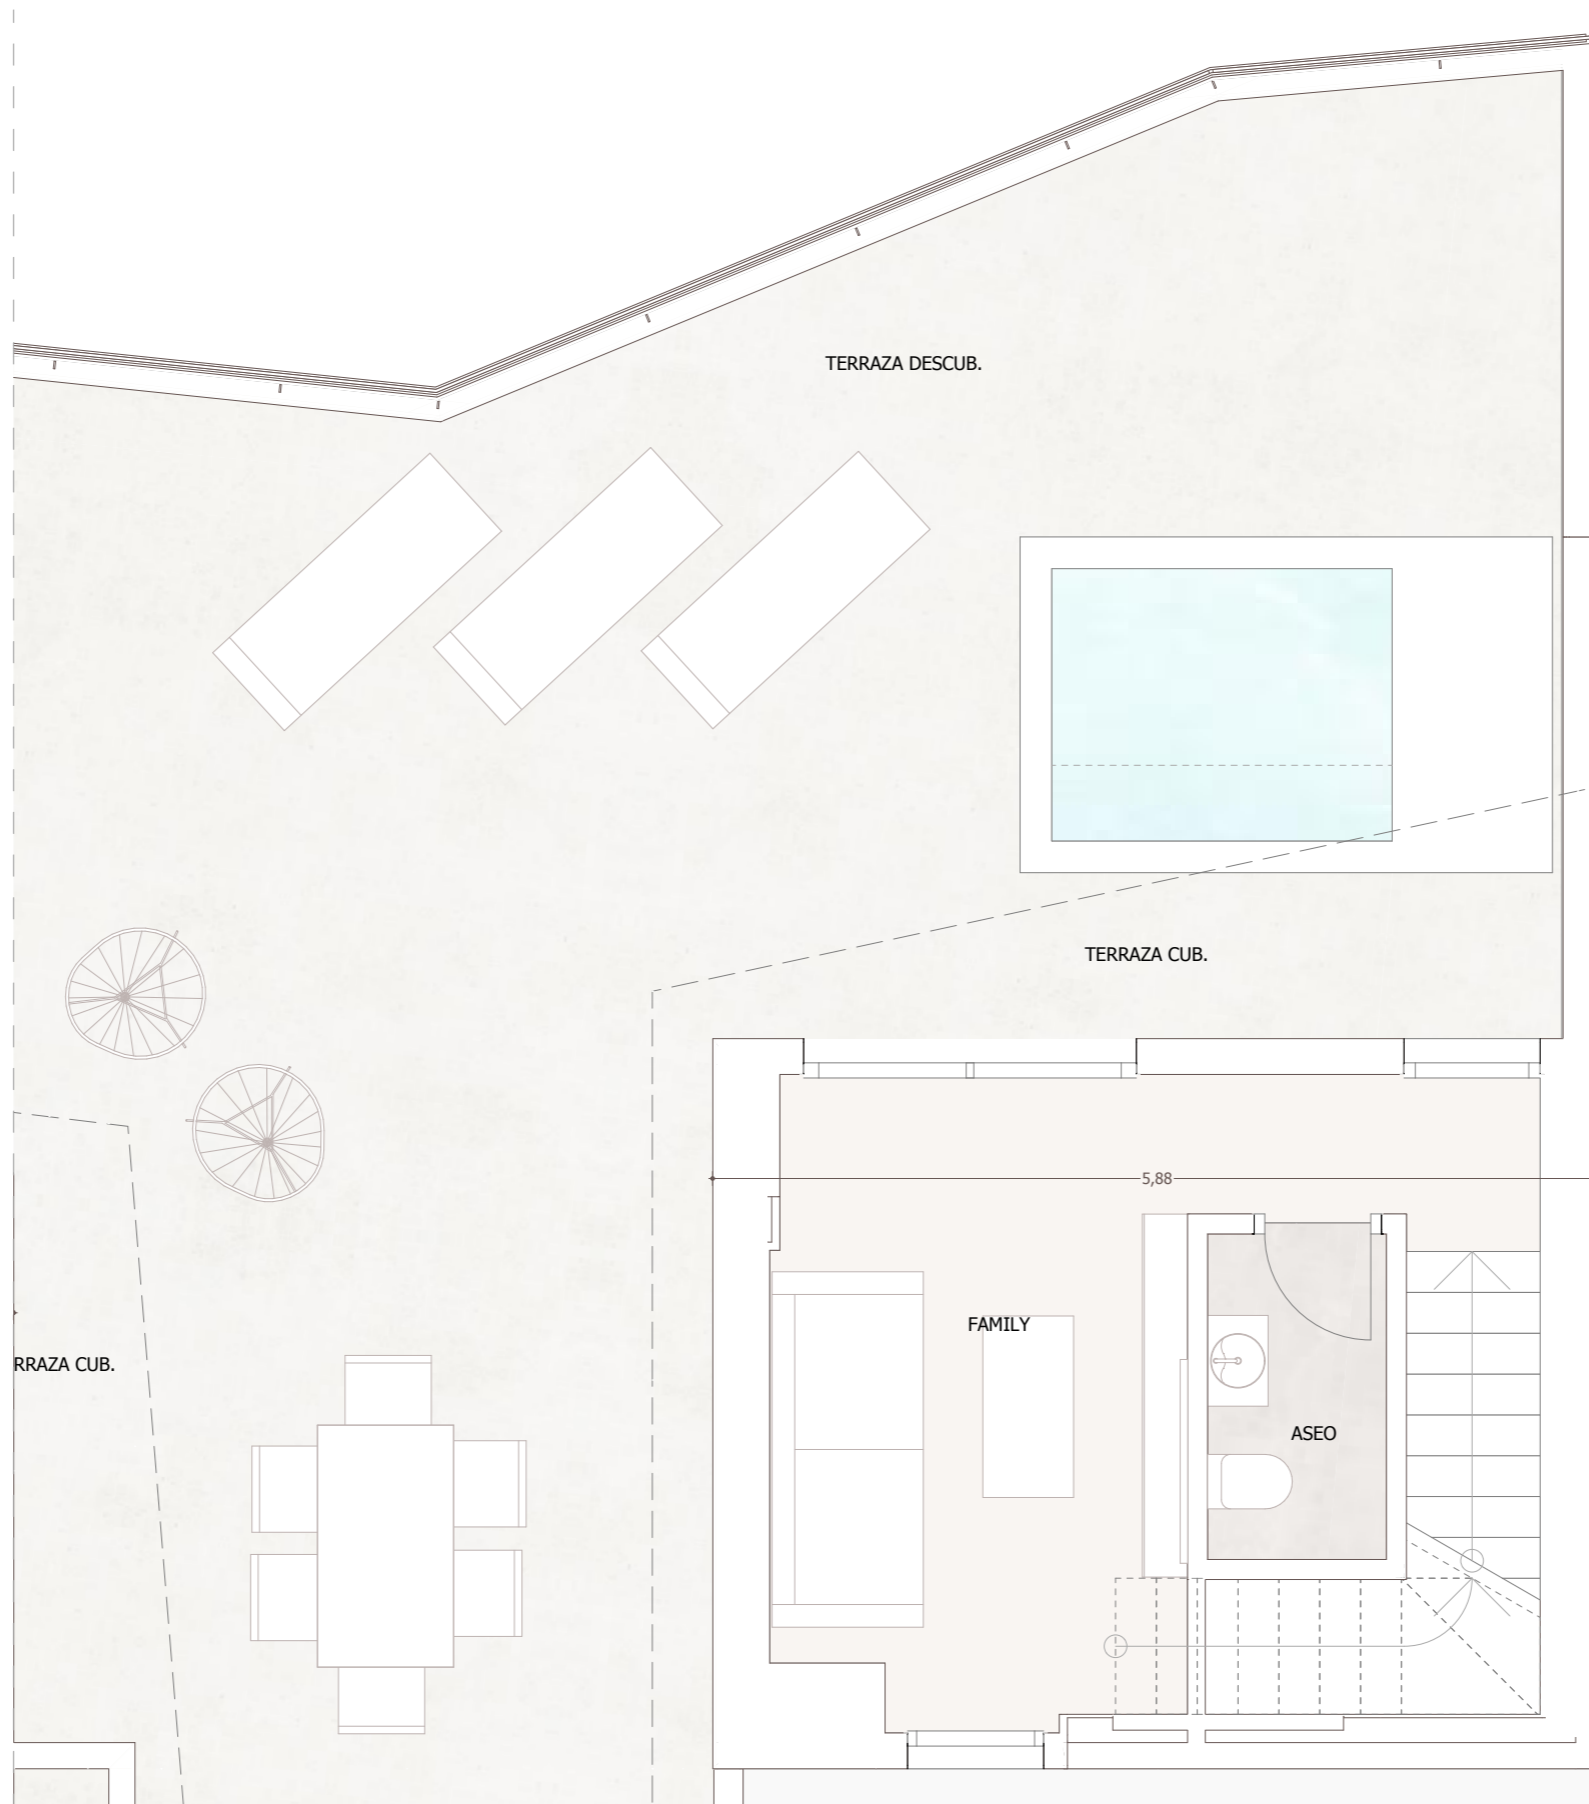 TERRAZA DESCUB.
TERRAZA CUB.
5,88
FAMILY
RRAZA CUB.
ASEO